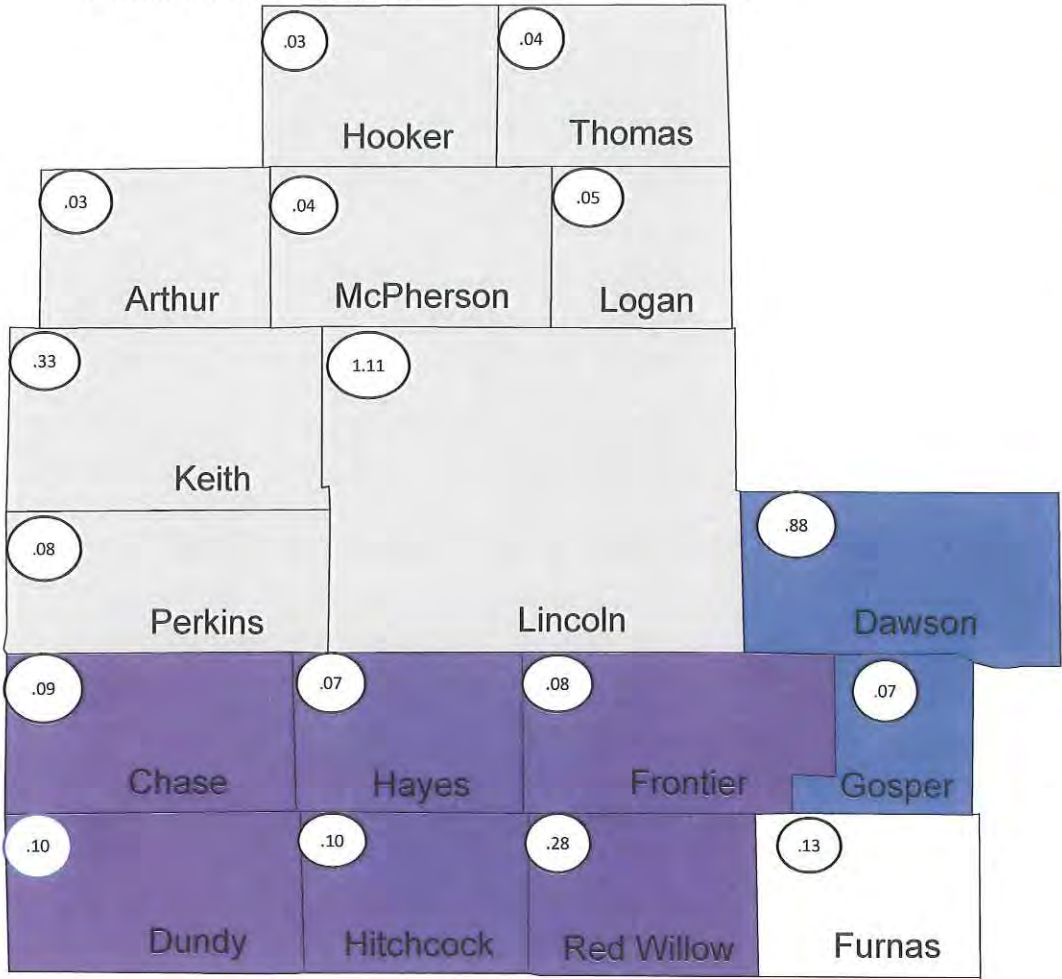 .03
Hooker
.04
Thomas
.03
Arthur
.04
McPherson
.05
Logan
.33
Keith
1.11
Lincoln
.08
Perkins
.88
Dawson
.09
Chase
.07
Hayes
.08
Frontier
.07
Gosper
.10
Dundy
.10
Hitchcock
.28
Red Willow
.13
Furnas